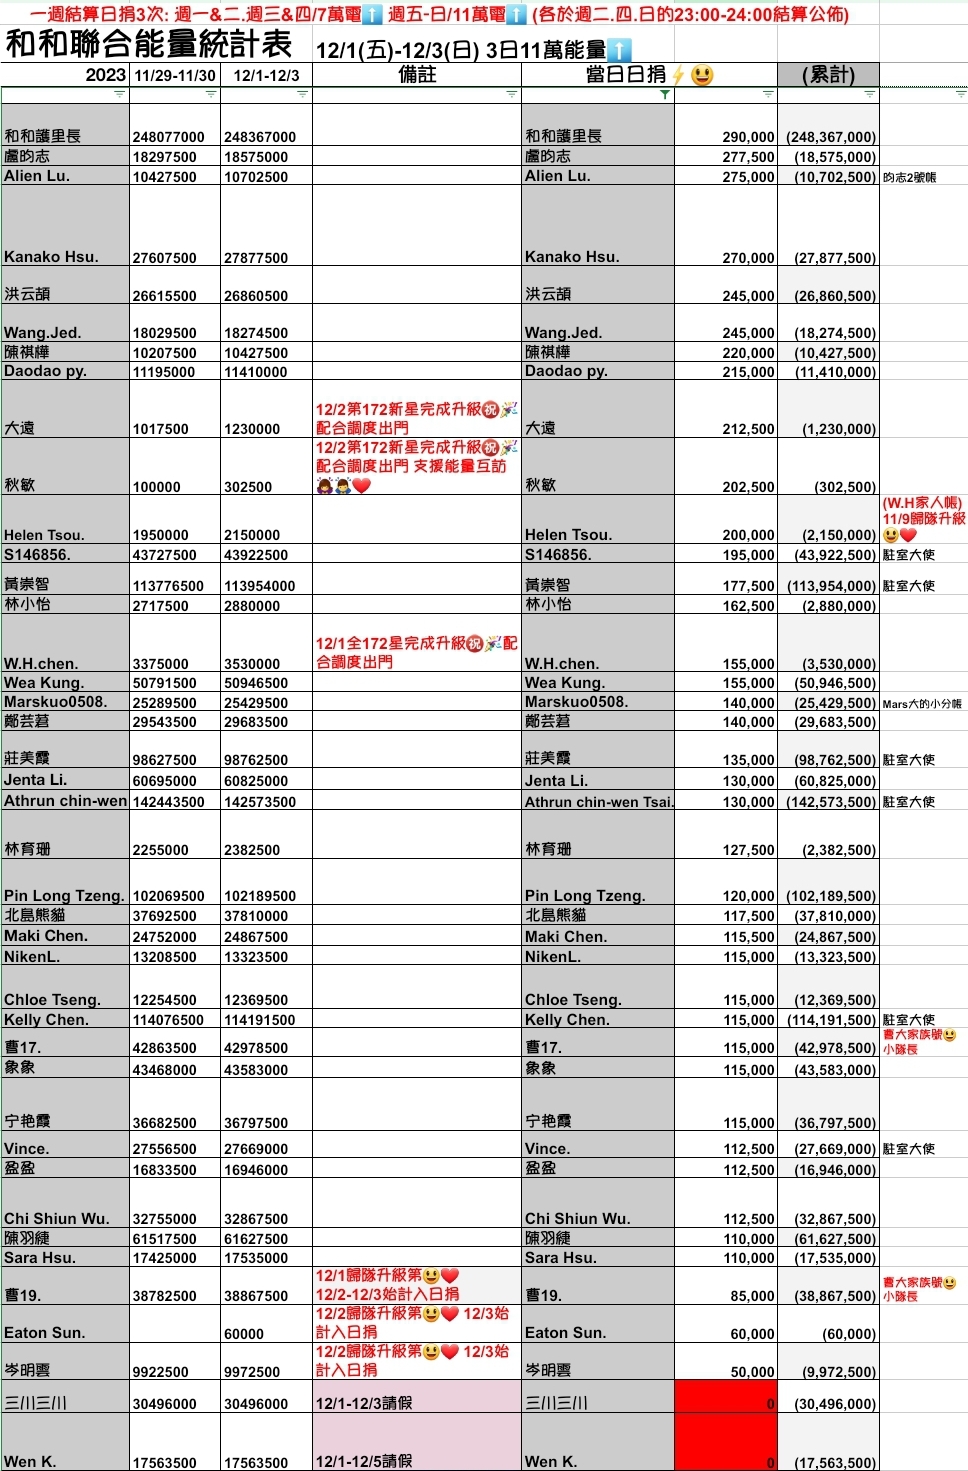 一週結算日捐3次: 週一&二.週三&四/7萬電⬆️ 週五-日/11萬電⬆️ (各於週二.四.日的23:00-24:00結算公佈)
和和聯合能量統計表 12/1(五)-12/3(日) 3日11萬能量⬆️
2023 11/29-11/30 12/1-12/3 備註 當日日捐⚡😃 (累計)
和和護里長 248077000 248367000 和和護里長 290,000 (248,367,000)
盧昀志 18297500 18575000 盧昀志 277,500 (18,575,000)
Alien Lu. 10427500 10702500 Alien Lu. 275,000 (10,702,500) 昀志2號帳
Kanako Hsu. 27607500 27877500 Kanako Hsu. 270,000 (27,877,500)
洪云頡 26615500 26860500 洪云頡 245,000 (26,860,500)
Wang.Jed. 18029500 18274500 Wang.Jed. 245,000 (18,274,500)
陳祺樺 10207500 10427500 陳祺樺 220,000 (10,427,500)
Daodao py. 11195000 11410000 Daodao py. 215,000 (11,410,000)
12/2第172新星完成升級㊗️🎉
配合調度出門
大遠 1017500 1230000 大遠 212,500 (1,230,000)
12/2第172新星完成升級㊗️🎉
配合調度出門 支援能量互訪
🙇‍♀️🙇‍♂️❤️
秋敏 100000 302500 秋敏 202,500 (302,500)
(W.H家人帳)
11/9歸隊升級
😃❤️
Helen Tsou. 1950000 2150000 Helen Tsou. 200,000 (2,150,000)
S146856. 43727500 43922500 S146856. 195,000 (43,922,500) 駐室大使
黃崇智 113776500 113954000 黃崇智 177,500 (113,954,000) 駐室大使
林小怡 2717500 2880000 林小怡 162,500 (2,880,000)
12/1全172星完成升級㊗️🎉配
合調度出門
W.H.chen. 3375000 3530000 W.H.chen. 155,000 (3,530,000)
Wea Kung. 50791500 50946500 Wea Kung. 155,000 (50,946,500)
Marskuo0508. 25289500 25429500 Marskuo0508. 140,000 (25,429,500) Mars大的小分帳
鄭芸萻 29543500 29683500 鄭芸萻 140,000 (29,683,500)
莊美霞 98627500 98762500 莊美霞 135,000 (98,762,500) 駐室大使
Jenta Li. 60695000 60825000 Jenta Li. 130,000 (60,825,000)
Athrun chin-wen 142443500 142573500 Athrun chin-wen Tsai. 130,000 (142,573,500) 駐室大使
林育珊 2255000 2382500 林育珊 127,500 (2,382,500)
Pin Long Tzeng. 102069500 102189500 Pin Long Tzeng. 120,000 (102,189,500)
北島熊貓 37692500 37810000 北島熊貓 117,500 (37,810,000)
Maki Chen. 24752000 24867500 Maki Chen. 115,500 (24,867,500)
NikenL. 13208500 13323500 NikenL. 115,000 (13,323,500)
Chloe Tseng. 12254500 12369500 Chloe Tseng. 115,000 (12,369,500)
Kelly Chen. 114076500 114191500 Kelly Chen. 115,000 (114,191,500) 駐室大使
曹大家族號😃
小隊長
曹17. 42863500 42978500 曹17. 115,000 (42,978,500)
象象 43468000 43583000 象象 115,000 (43,583,000)
宁艳霞 36682500 36797500 宁艳霞 115,000 (36,797,500)
Vince. 27556500 27669000 Vince. 112,500 (27,669,000) 駐室大使
盈盈 16833500 16946000 盈盈 112,500 (16,946,000)
Chi Shiun Wu. 32755000 32867500 Chi Shiun Wu. 112,500 (32,867,500)
陳羽緁 61517500 61627500 陳羽緁 110,000 (61,627,500)
Sara Hsu. 17425000 17535000 Sara Hsu. 110,000 (17,535,000)
12/1歸隊升級第😃❤️
12/2-12/3始計入日捐
曹大家族號😃
小隊長
曹19. 38782500 38867500 曹19. 85,000 (38,867,500)
12/2歸隊升級第😃❤️ 12/3始
計入日捐
Eaton Sun. 60000 Eaton Sun. 60,000 (60,000)
12/2歸隊升級第😃❤️ 12/3始
計入日捐
岑明雲 9922500 9972500 岑明雲 50,000 (9,972,500)
三川三川 30496000 30496000 12/1-12/3請假 三川三川 0 (30,496,000)
Wen K. 17563500 17563500 12/1-12/5請假 Wen K. 0 (17,563,500)